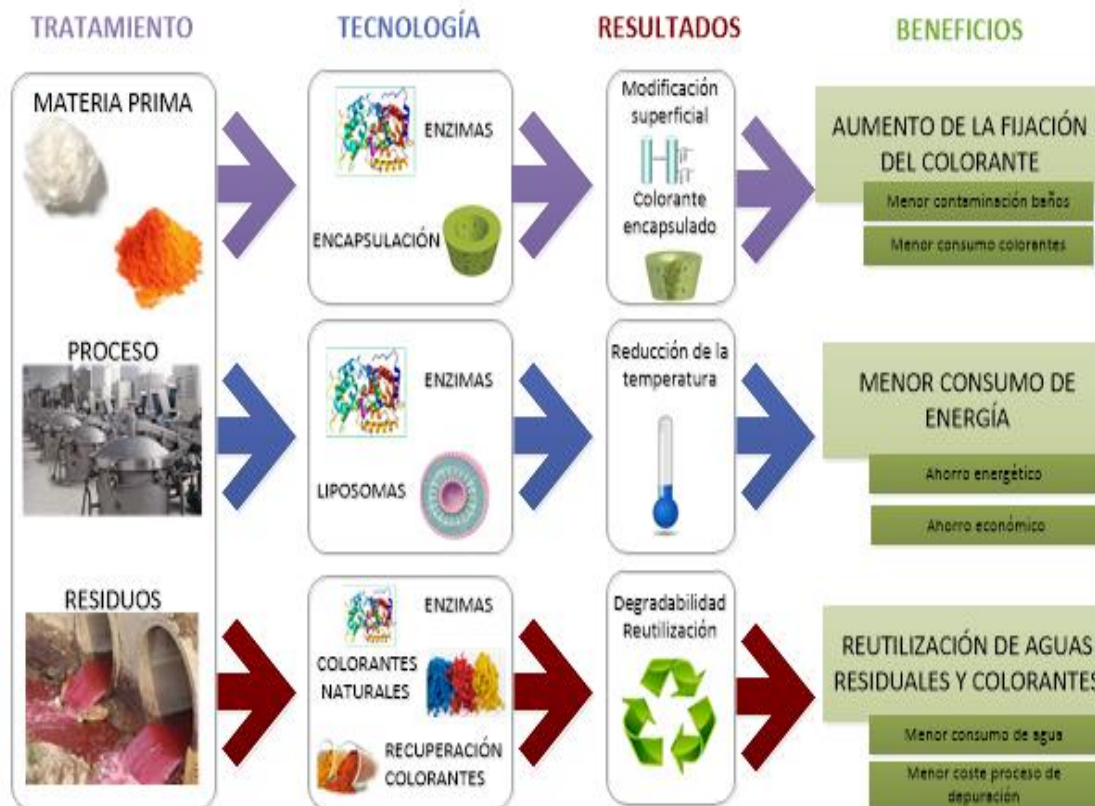 TRATAMIENTO
TECNOLOGÍA
RESULTADOS
BENEFICIOS
MATERIA PRIMA
ENZIMAS
ENCAPSULACIÓN
Modificación
superficial
Colorante
encapsulado
AUMENTO DE LA FIJACIÓN
DEL COLORANTE
Menor contaminación baños
Menor consumo colorantes
PROCESO
ENZIMAS
LIPOSOMAS
Reducción de la
temperatura
MENOR CONSUMO DE
ENERGÍA
Ahorro energético
Ahorro económico
RESIDUOS
ENZIMAS
COLORANTES
NATURALES
RECUPERACIÓN
COLORANTES
Degradabilidad
Reutilización
REUTILIZACIÓN DE AGUAS
RESIDUALES Y COLORANTES
Menor consumo de agua
Menor coste proceso de
depuración